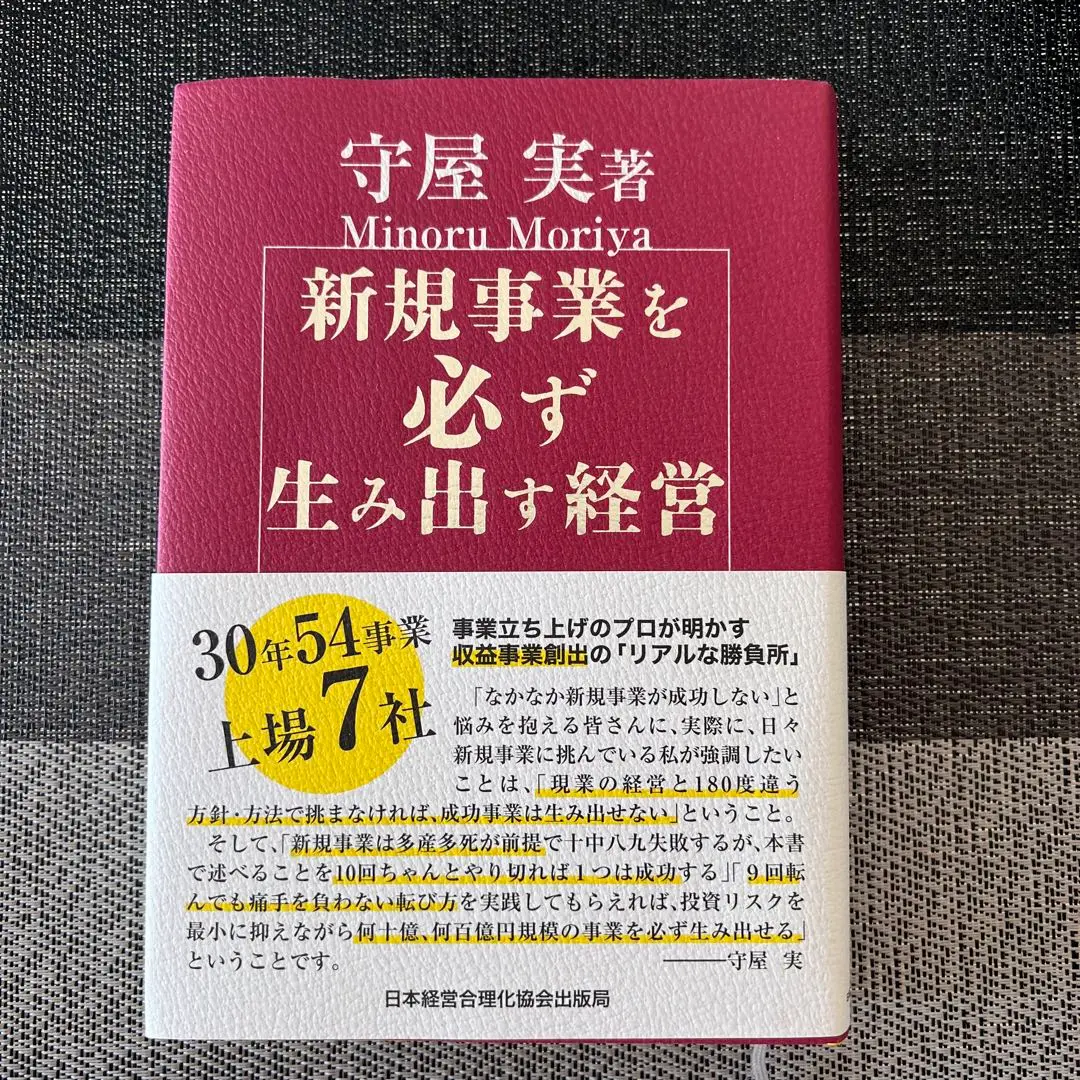 守屋 実著
Minoru Moriya
新規事業を
必ず
生み出す経営
30年54事業
上場7社
事業立ち上げのプロが明かす
収益事業創出の「リアルな勝負所」
「なかなか新規事業が成功しない」と
悩みを抱える皆さんに、実際に、日々
新規事業に挑んでいる私が強調したい
ことは、「現業の経営と180度違う
方針・方法で挑まなければ、成功事業は生み出せない」ということ。
そして、「新規事業は多産多死が前提で十中八九失敗するが、本書
で述べることを10回ちゃんとやり切れば1つは成功する」「9回転
んでも痛手を負わない転び方を実践してもらえれば、投資リスクを
最小に抑えながら何十億、何百億円規模の事業を必ず生み出せる」
ということです。 ―――守屋 実
日本経営合理化協会出版局